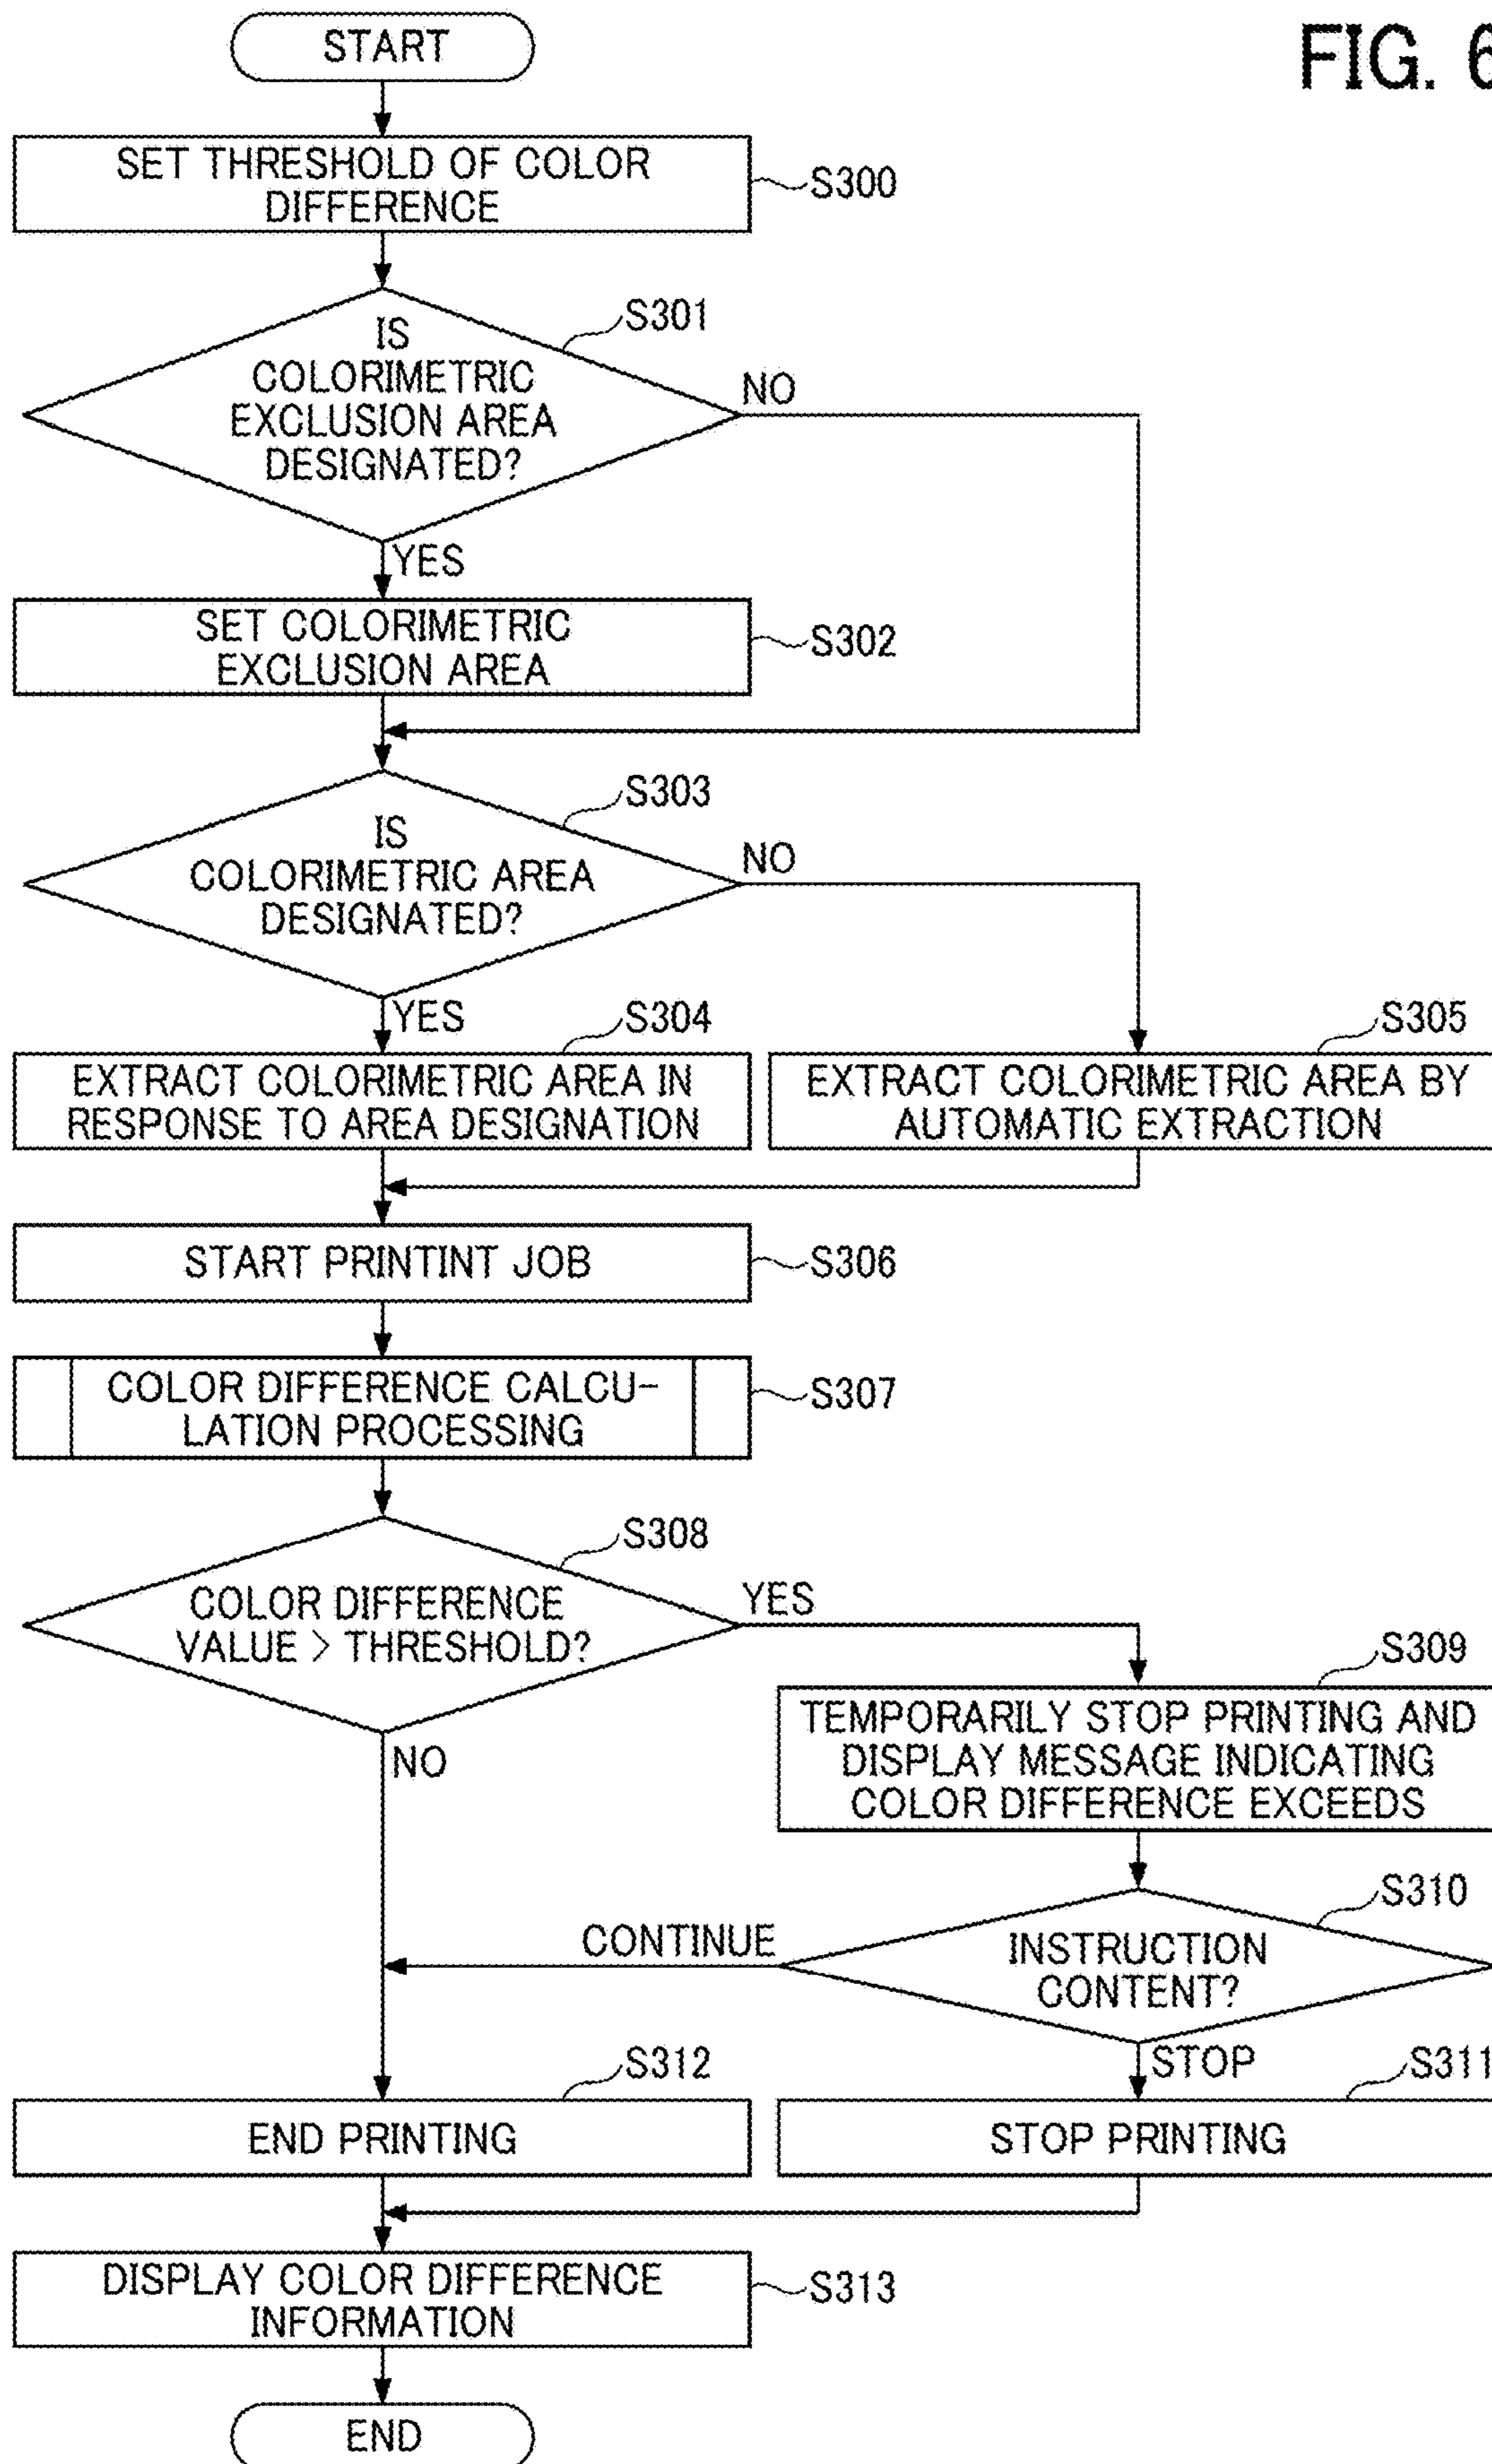 FIG. 6
START
SET THRESHOLD OF COLOR
DIFFERENCE
S300
S301
IS
COLORIMETRIC
EXCLUSION AREA
DESIGNATED?
NO
YES
SET COLORIMETRIC
EXCLUSION AREA
S302
S303
IS
COLORIMETRIC AREA
DESIGNATED?
NO
YES
S304
EXTRACT COLORIMETRIC AREA IN
RESPONSE TO AREA DESIGNATION
S305
EXTRACT COLORIMETRIC AREA BY
AUTOMATIC EXTRACTION
START PRINTINT JOB
S306
COLOR DIFFERENCE CALCU-
LATION PROCESSING
S307
S308
COLOR DIFFERENCE
VALUE > THRESHOLD?
YES
NO
S309
TEMPORARILY STOP PRINTING AND
DISPLAY MESSAGE INDICATING
COLOR DIFFERENCE EXCEEDS
S310
INSTRUCTION
CONTENT?
CONTINUE
STOP
S312
END PRINTING
S311
STOP PRINTING
DISPLAY COLOR DIFFERENCE
INFORMATION
S313
END